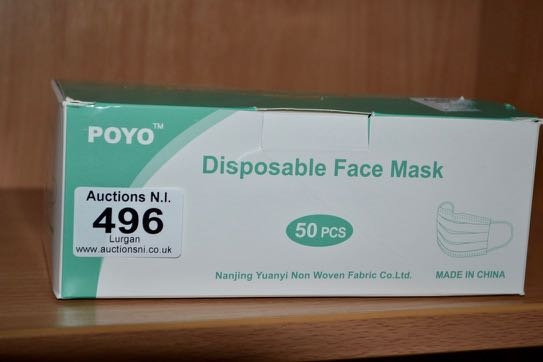 POYO™
Disposable Face Mask
Auctions N.I.
496
Lurgan
www.auctionsni.co.uk
50 PCS
Nanjing Yuanyi Non Woven Fabric Co.Ltd.
MADE IN CHINA